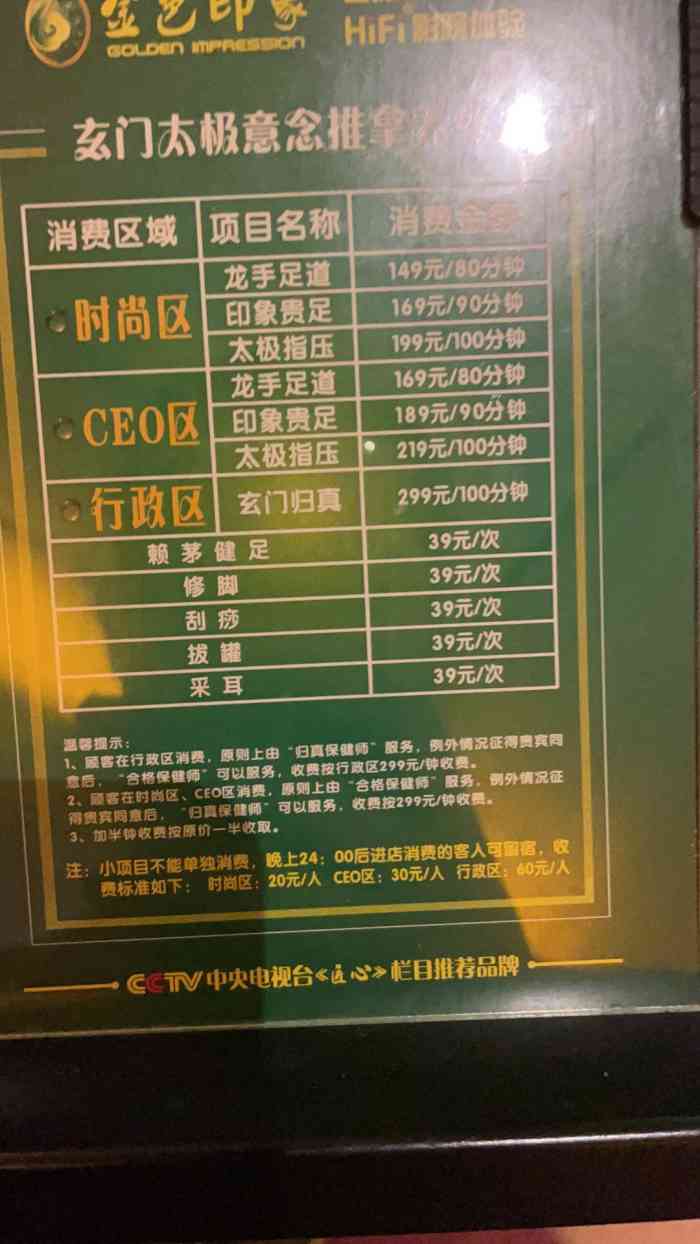 金色印象
GOLDEN IMPRESSION
HiFi 影视体验
玄门太极意念推拿
消费区域 项目名称 消费金额
时尚区 龙手足道 149元/80分钟
印象贵足 169元/90分钟
太极指压 199元/100分钟
CEO区 龙手足道 169元/80分钟
印象贵足 189元/90分钟
太极指压 219元/100分钟
行政区 玄门归真 299元/100分钟
赖茅健足 39元/次
修脚 39元/次
刮痧 39元/次
拔罐 39元/次
采耳 39元/次
温馨提示：
1、顾客在行政区消费，原则上由“归真保健师”服务，例外情况征得贵宾同
意后，“合格保健师”可以服务，收费按行政区299元/钟收费。
2、顾客在时尚区、CEO区消费，原则上由“合格保健师”服务，例外情况征
得贵宾同意后，“归真保健师”可以服务，收费按299元/钟收费。
3、加半钟收费按原价一半收取。
注：小项目不能单独消费，晚上24：00后进店消费的客人可留宿，收
费标准如下： 时尚区：20元/人 CEO区：30元/人 行政区：60元/人
CCTV中央电视台《匠心》栏目推荐品牌